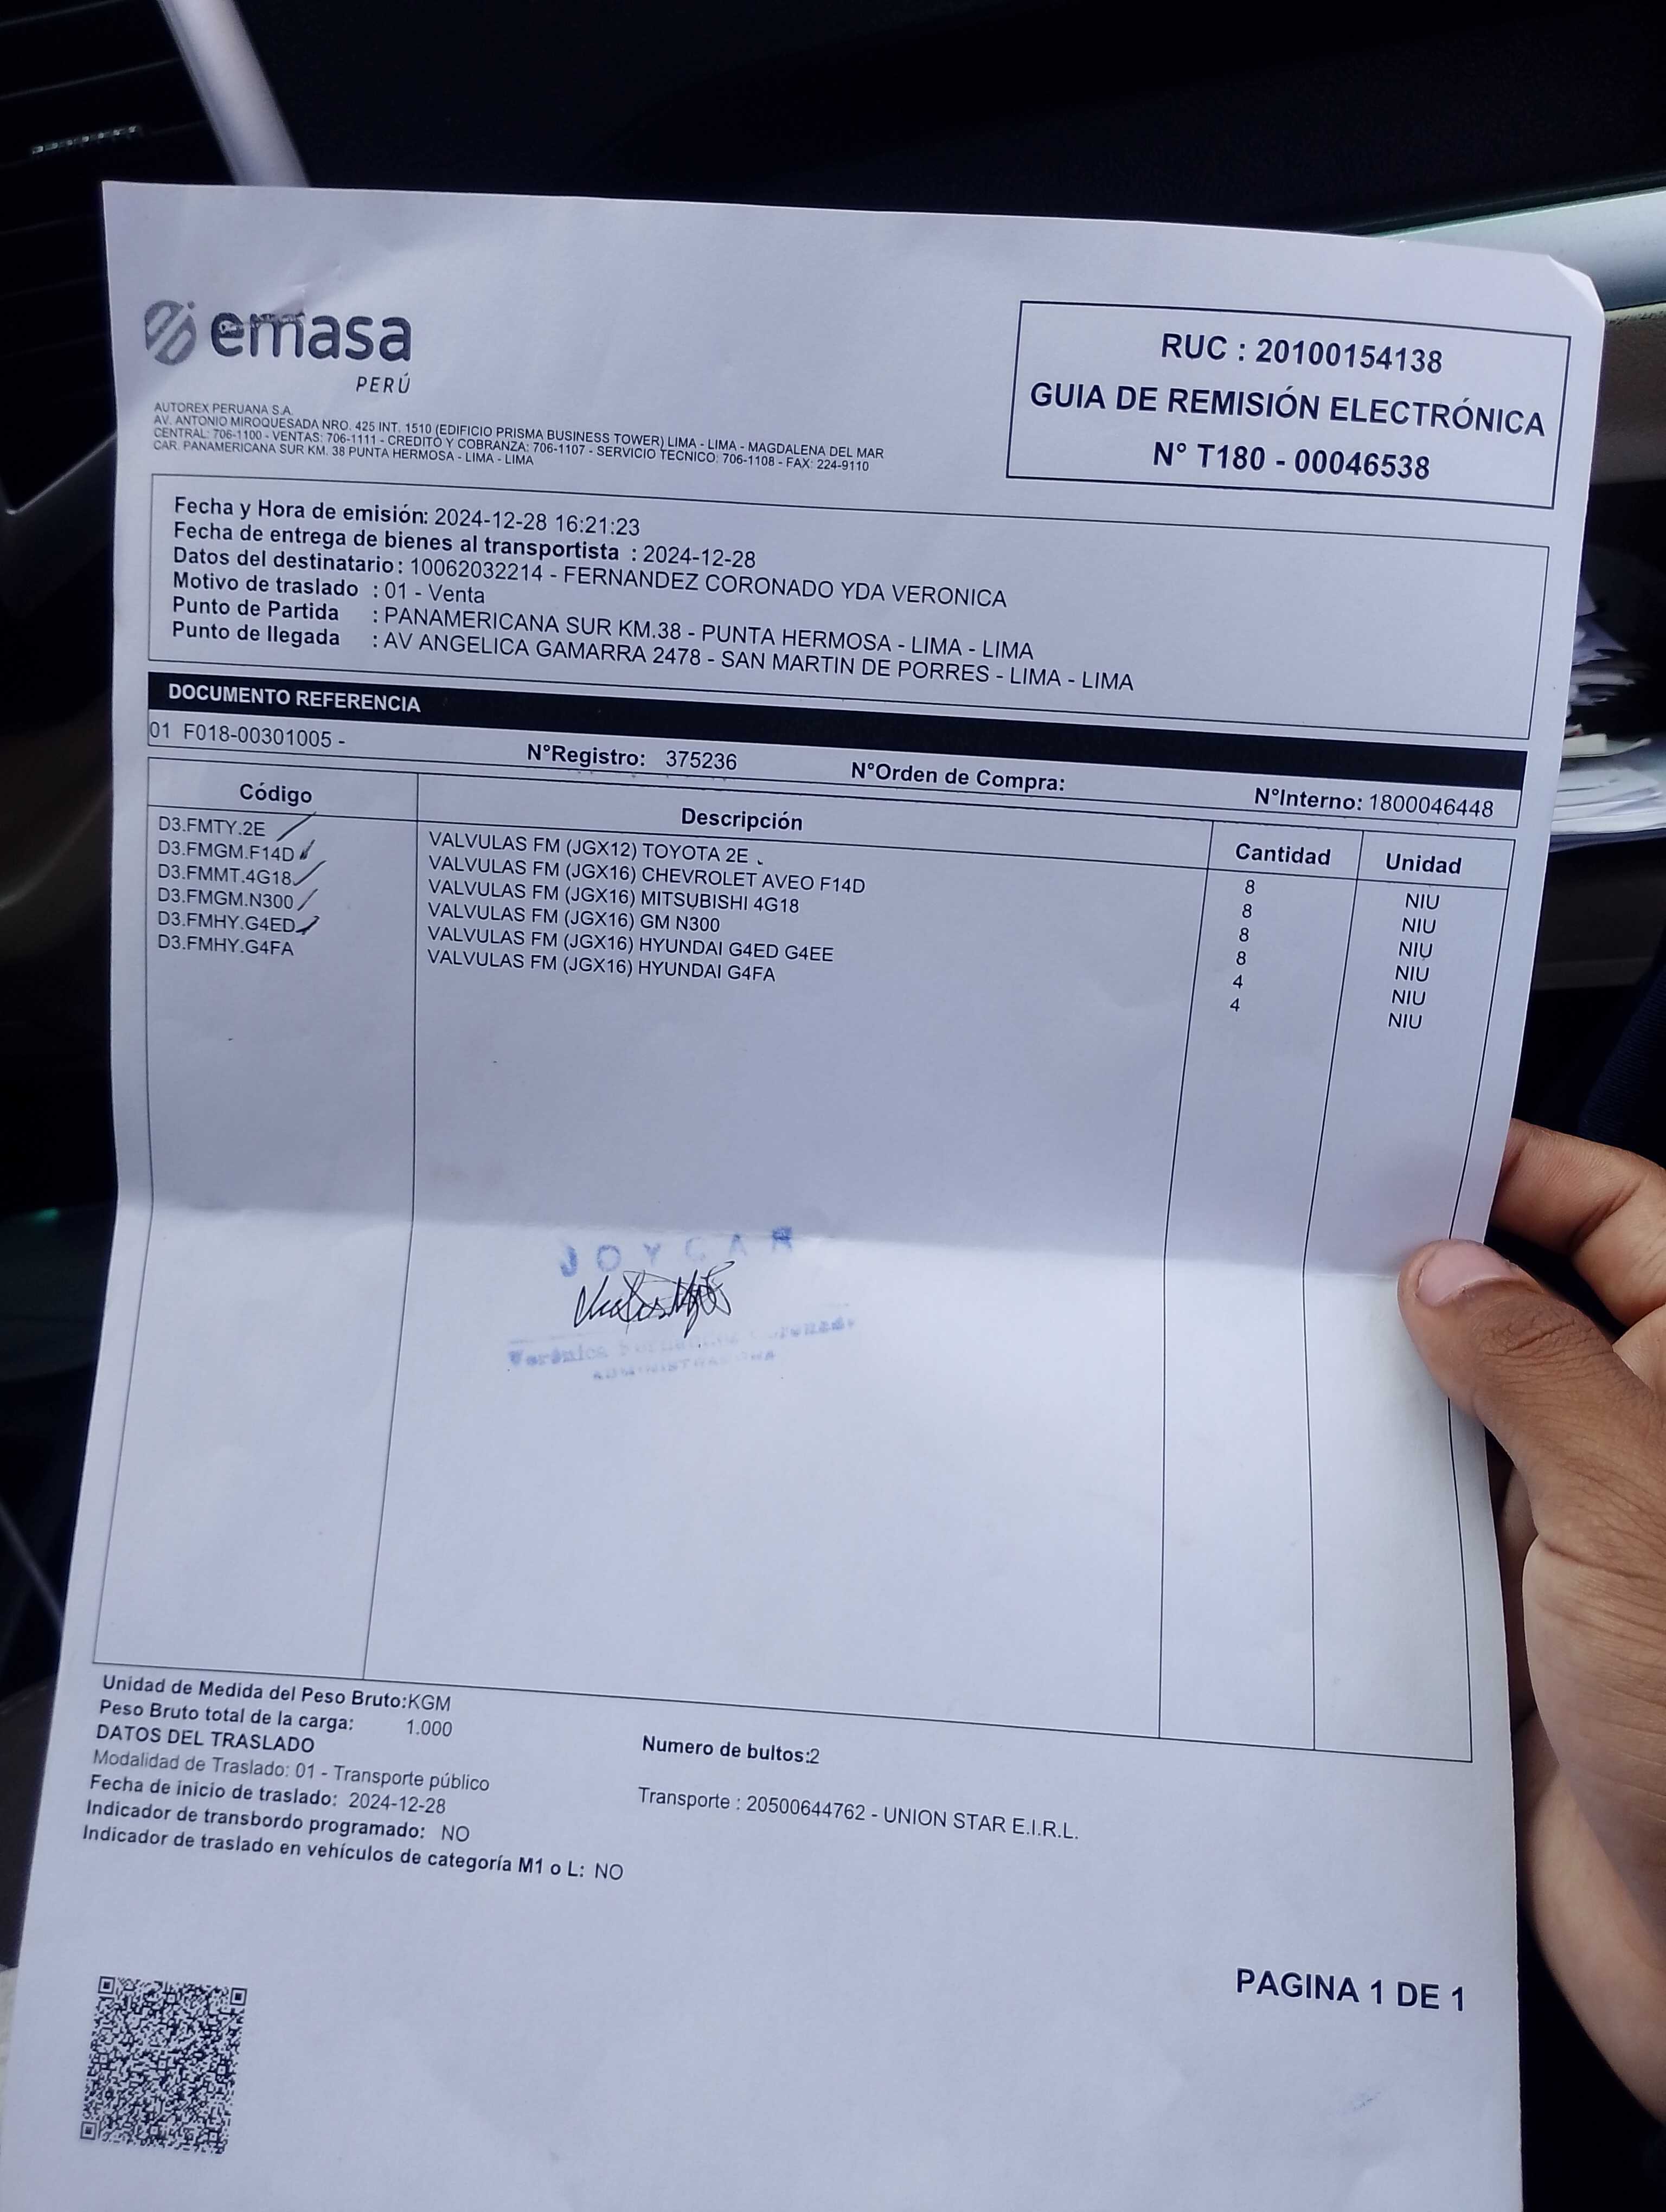 emasa
PERÚ
RUC : 20100154138
GUIA DE REMISIÓN ELECTRÓNICA
N° T180 - 00046538
AUTOREX PERUANA S.A.
AV. ANTONIO MIROQUESADA NRO. 425 INT. 1510 (EDIFICIO PRISMA BUSINESS TOWER) LIMA - LIMA - MAGDALENA DEL MAR
CENTRAL: 706-1100 - VENTAS: 706-1111 - CREDITO Y COBRANZA: 706-1107 - SERVICIO TECNICO: 706-1108 - FAX: 224-9110
CAR. PANAMERICANA SUR KM. 38 PUNTA HERMOSA - LIMA - LIMA
Fecha y Hora de emisión: 2024-12-28 16:21:23
Fecha de entrega de bienes al transportista : 2024-12-28
Datos del destinatario: 10062032214 - FERNANDEZ CORONADO YDA VERONICA
Motivo de traslado : 01 - Venta
Punto de Partida : PANAMERICANA SUR KM.38 - PUNTA HERMOSA - LIMA - LIMA
Punto de llegada : AV ANGELICA GAMARRA 2478 - SAN MARTIN DE PORRES - LIMA - LIMA
DOCUMENTO REFERENCIA
01 F018-00301005 - N°Registro: 375236 N°Orden de Compra: N°Interno: 1800046448
Código Descripción Cantidad Unidad
D3.FMTY.2E VALVULAS FM (JGX12) TOYOTA 2E 8 NIU
D3.FMGM.F14D VALVULAS FM (JGX16) CHEVROLET AVEO F14D 8 NIU
D3.FMMT.4G18 VALVULAS FM (JGX16) MITSUBISHI 4G18 8 NIU
D3.FMGM.N300 VALVULAS FM (JGX16) GM N300 8 NIU
D3.FMHY.G4ED VALVULAS FM (JGX16) HYUNDAI G4ED G4EE 4 NIU
D3.FMHY.G4FA VALVULAS FM (JGX16) HYUNDAI G4FA 4 NIU
JOYCAR
Verónica
ADMINISTRADORA
Unidad de Medida del Peso Bruto:KGM
Peso Bruto total de la carga: 1.000
Numero de bultos:2
DATOS DEL TRASLADO
Modalidad de Traslado: 01 - Transporte público
Transporte : 20500644762 - UNION STAR E.I.R.L.
Fecha de inicio de traslado: 2024-12-28
Indicador de transbordo programado: NO
Indicador de traslado en vehículos de categoría M1 o L: NO
PAGINA 1 DE 1